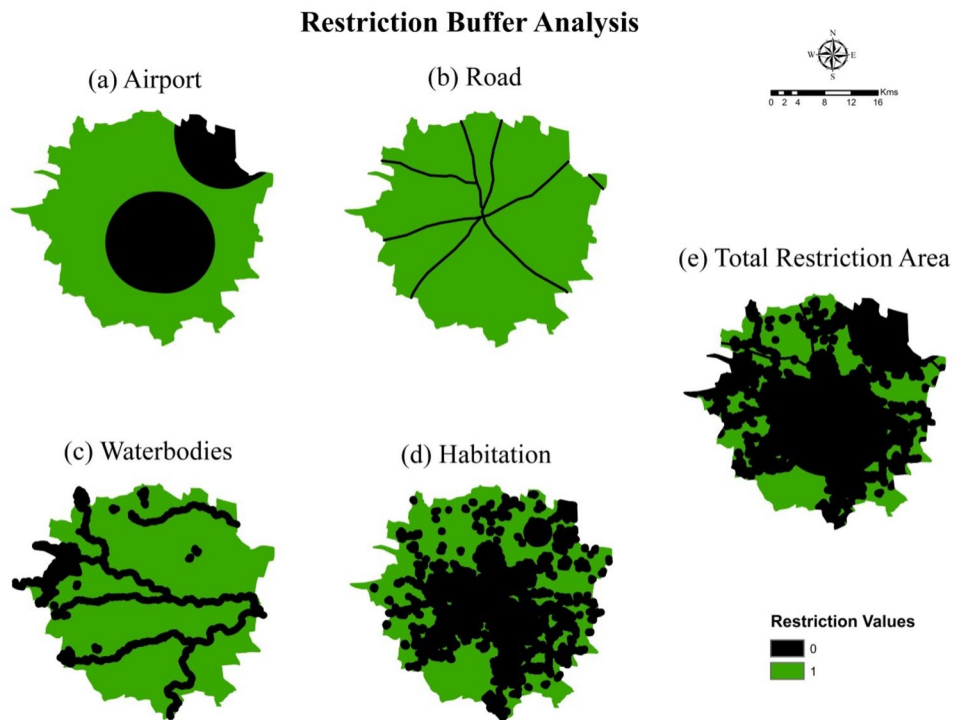 Restriction Buffer Analysis
(a) Airport
(b) Road
N
W E
S
Kms
0 2 4 8 12 16
(e) Total Restriction Area
(c) Waterbodies
(d) Habitation
Restriction Values
0
1